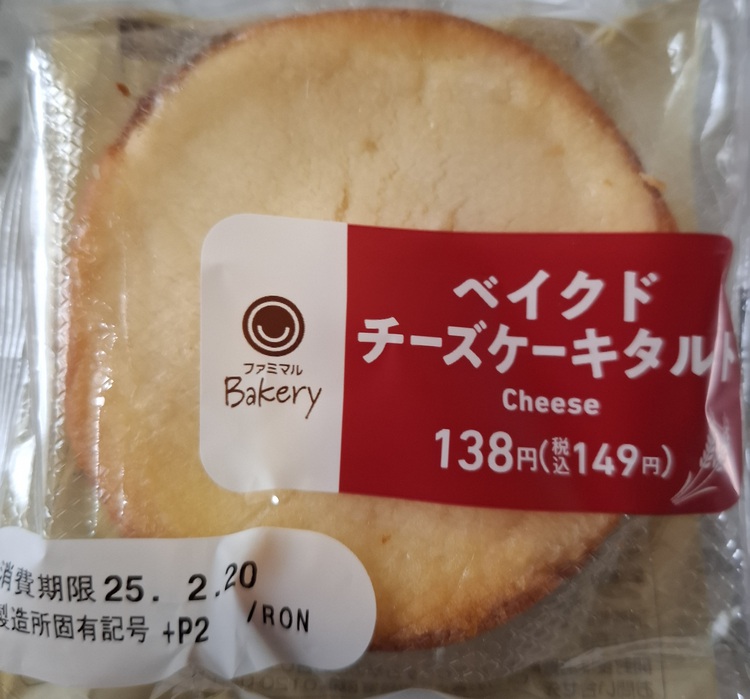 ファミマル
Bakery
ベイクド
チーズケーキタルト
Cheese
138円(税込149円)
消費期限 25. 2.20
製造所固有記号 +P2 /RON